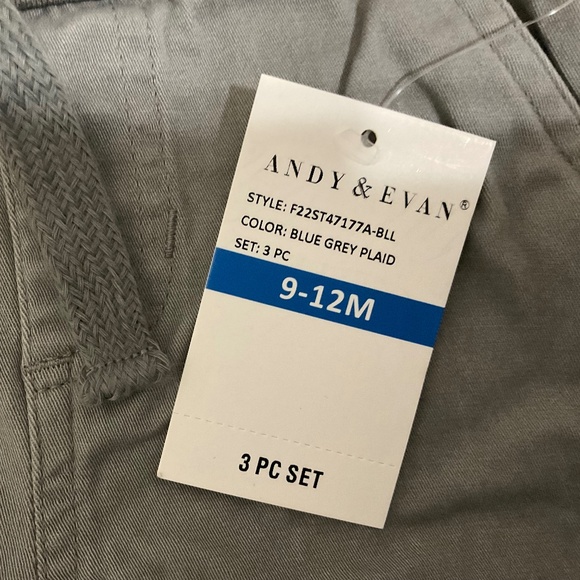 ANDY & EVAN®
STYLE: F22ST47177A-BLL
COLOR: BLUE GREY PLAID
SET: 3 PC
9-12M
3 PC SET